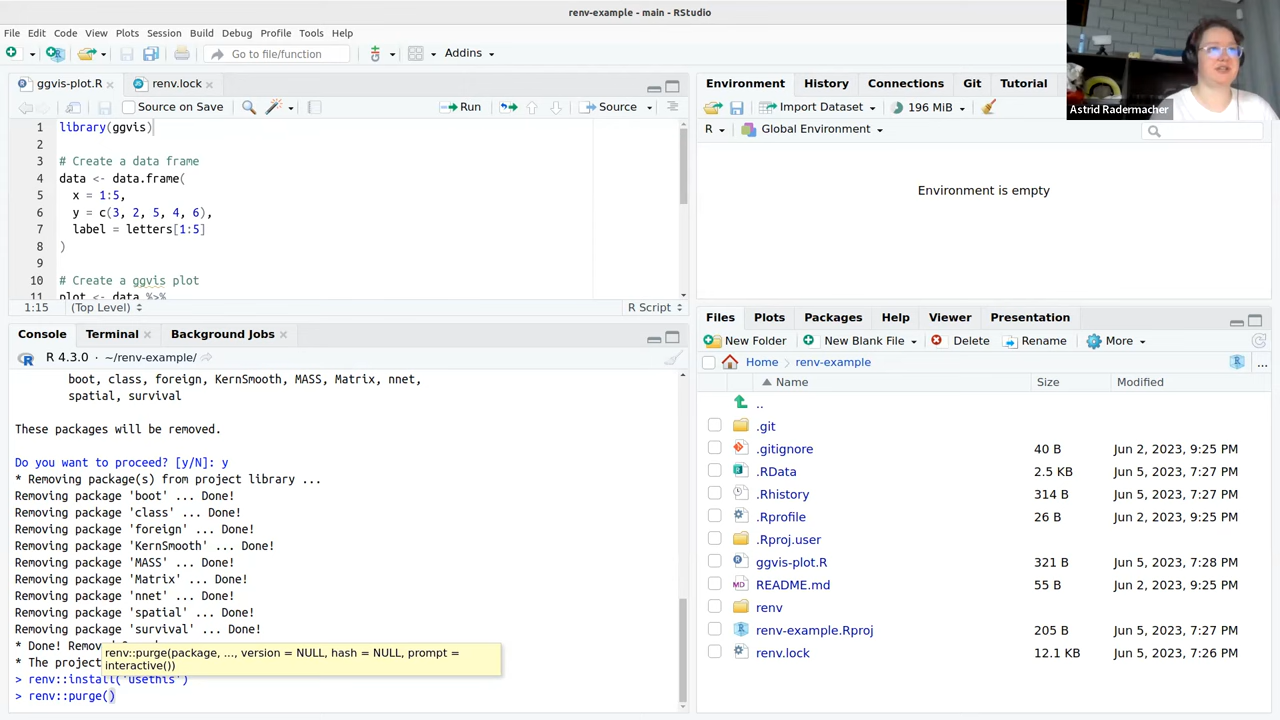 renv-example - main - RStudio
File Edit Code View Plots Session Build Debug Profile Tools Help
Go to file/function Addins
ggvis-plot.R renv.lock
Source on Save Run Source
1 library(ggvis)
2
3 # Create a data frame
4 data <- data.frame(
5 x = 1:5,
6 y = c(3, 2, 5, 4, 6),
7 label = letters[1:5]
8 )
9
10 # Create a ggvis plot
11 plot <- data %>%
1:15 (Top Level) R Script
Console Terminal Background Jobs
R 4.3.0 · ~/renv-example/
boot, class, foreign, KernSmooth, MASS, Matrix, nnet,
spatial, survival
These packages will be removed.
Do you want to proceed? [y/N]: y
* Removing package(s) from project library ...
Removing package 'boot' ... Done!
Removing package 'class' ... Done!
Removing package 'foreign' ... Done!
Removing package 'KernSmooth' ... Done!
Removing package 'MASS' ... Done!
Removing package 'Matrix' ... Done!
Removing package 'nnet' ... Done!
Removing package 'spatial' ... Done!
Removing package 'survival' ... Done!
* Done!
renv::purge(package, ..., version = NULL, hash = NULL, prompt =
interactive())
* The project
> renv::install('usethis')
> renv::purge()
Environment History Connections Git Tutorial
Import Dataset 196 MiB
R Global Environment
Environment is empty
Astrid Radermacher
Files Plots Packages Help Viewer Presentation
New Folder New Blank File Delete Rename More
Home renv-example ...
Name Size Modified
..
.git
.gitignore 40 B Jun 2, 2023, 9:25 PM
.RData 2.5 KB Jun 5, 2023, 7:27 PM
.Rhistory 314 B Jun 5, 2023, 7:27 PM
.Rprofile 26 B Jun 2, 2023, 9:25 PM
.Rproj.user
ggvis-plot.R 321 B Jun 5, 2023, 7:28 PM
README.md 55 B Jun 2, 2023, 9:25 PM
renv
renv-example.Rproj 205 B Jun 5, 2023, 7:27 PM
renv.lock 12.1 KB Jun 5, 2023, 7:26 PM